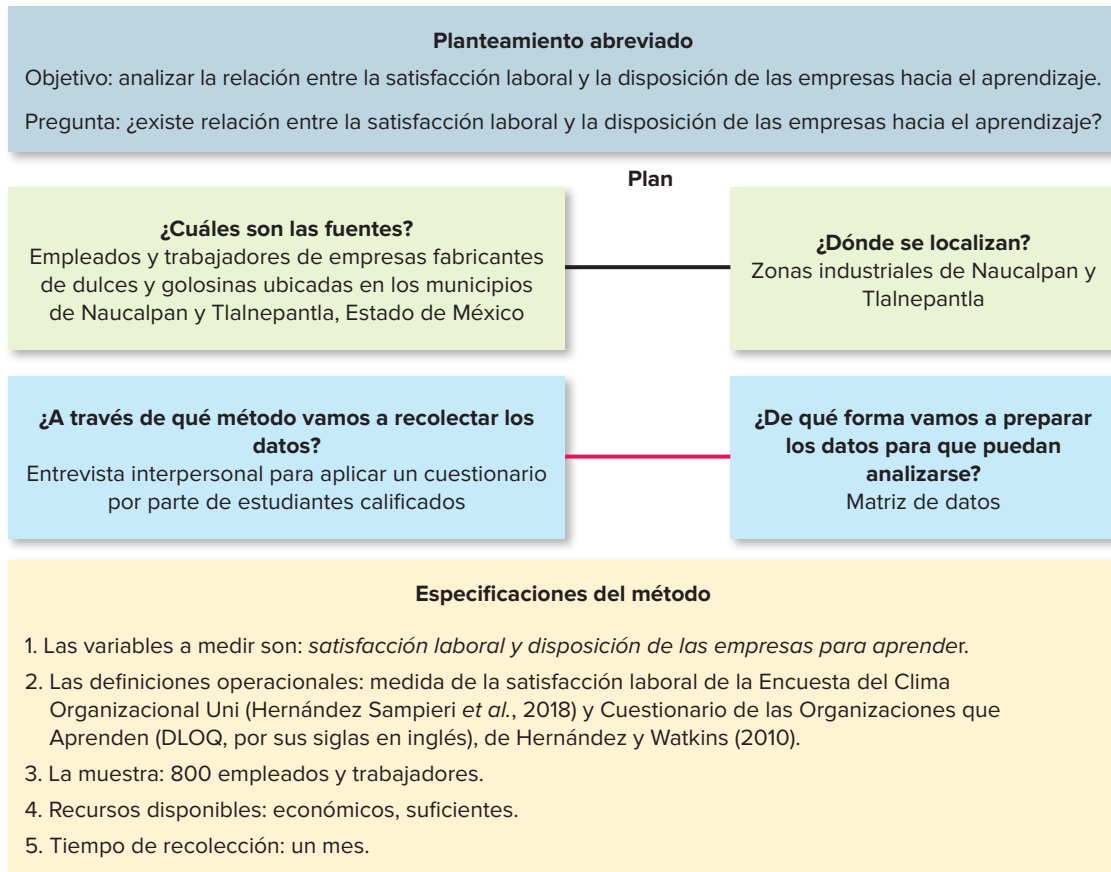 Planteamiento abreviado
Objetivo: analizar la relación entre la satisfacción laboral y la disposición de las empresas hacia el aprendizaje.
Pregunta: ¿existe relación entre la satisfacción laboral y la disposición de las empresas hacia el aprendizaje?
Plan
¿Cuáles son las fuentes?
Empleados y trabajadores de empresas fabricantes
de dulces y golosinas ubicadas en los municipios
de Naucalpan y Tlalnepantla, Estado de México
¿Dónde se localizan?
Zonas industriales de Naucalpan y
Tlalnepantla
¿A través de qué método vamos a recolectar los
datos?
Entrevista interpersonal para aplicar un cuestionario
por parte de estudiantes calificados
¿De qué forma vamos a preparar
los datos para que puedan
analizarse?
Matriz de datos
Especificaciones del método
1. Las variables a medir son: satisfacción laboral y disposición de las empresas para aprender.
2. Las definiciones operacionales: medida de la satisfacción laboral de la Encuesta del Clima
Organizacional Uni (Hernández Sampieri et al., 2018) y Cuestionario de las Organizaciones que
Aprenden (DLOQ, por sus siglas en inglés), de Hernández y Watkins (2010).
3. La muestra: 800 empleados y trabajadores.
4. Recursos disponibles: económicos, suficientes.
5. Tiempo de recolección: un mes.